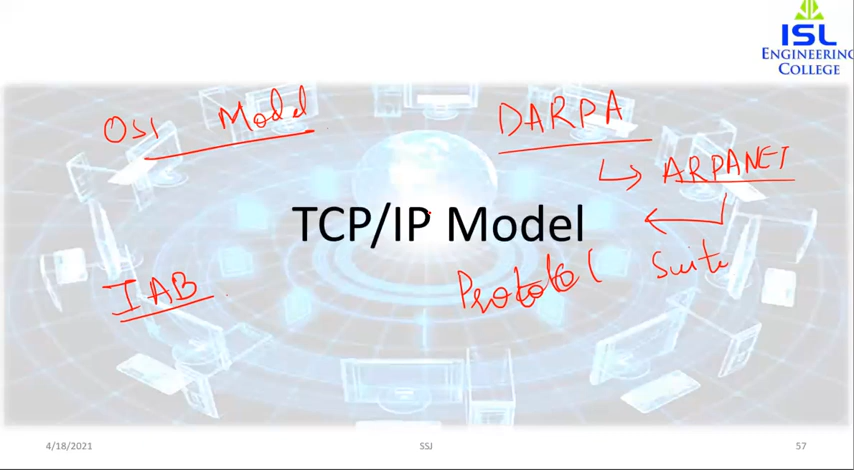 ISL
ENGINEERING
COLLEGE
OSI Model
DARPA
ARPANET
TCP/IP Model
Protocol Suite
IAB
4/18/2021
SSJ
57